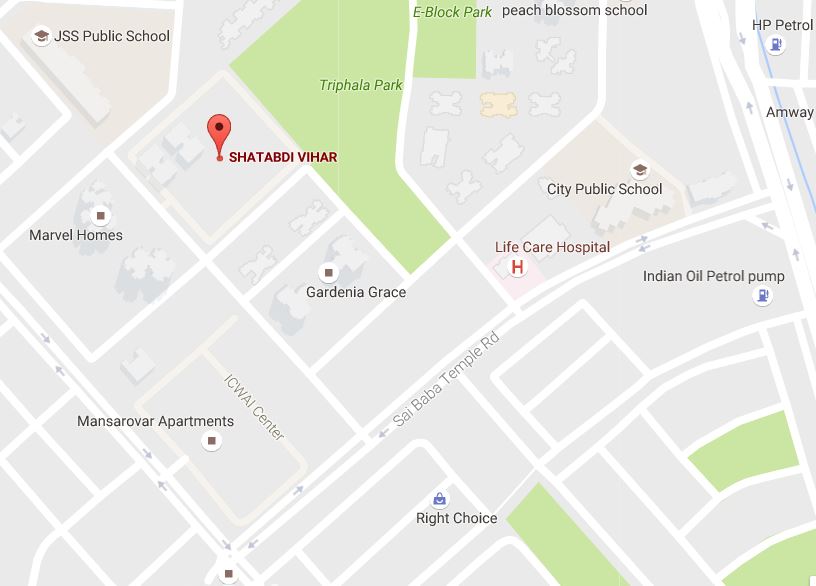 E-Block Park
peach blossom school
HP Petrol
JSS Public School
Triphala Park
Amway
SHATABDI VIHAR
City Public School
Marvel Homes
Life Care Hospital
H
Indian Oil Petrol pump
Gardenia Grace
Sai Baba Temple Rd
ICWAI Center
Mansarovar Apartments
Right Choice